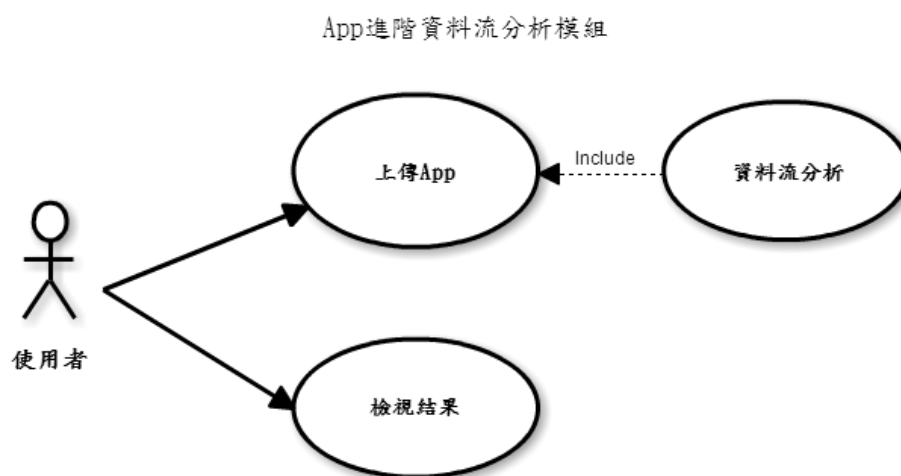 App進階資料流分析模組
上傳App
Include
資料流分析
使用者
檢視結果